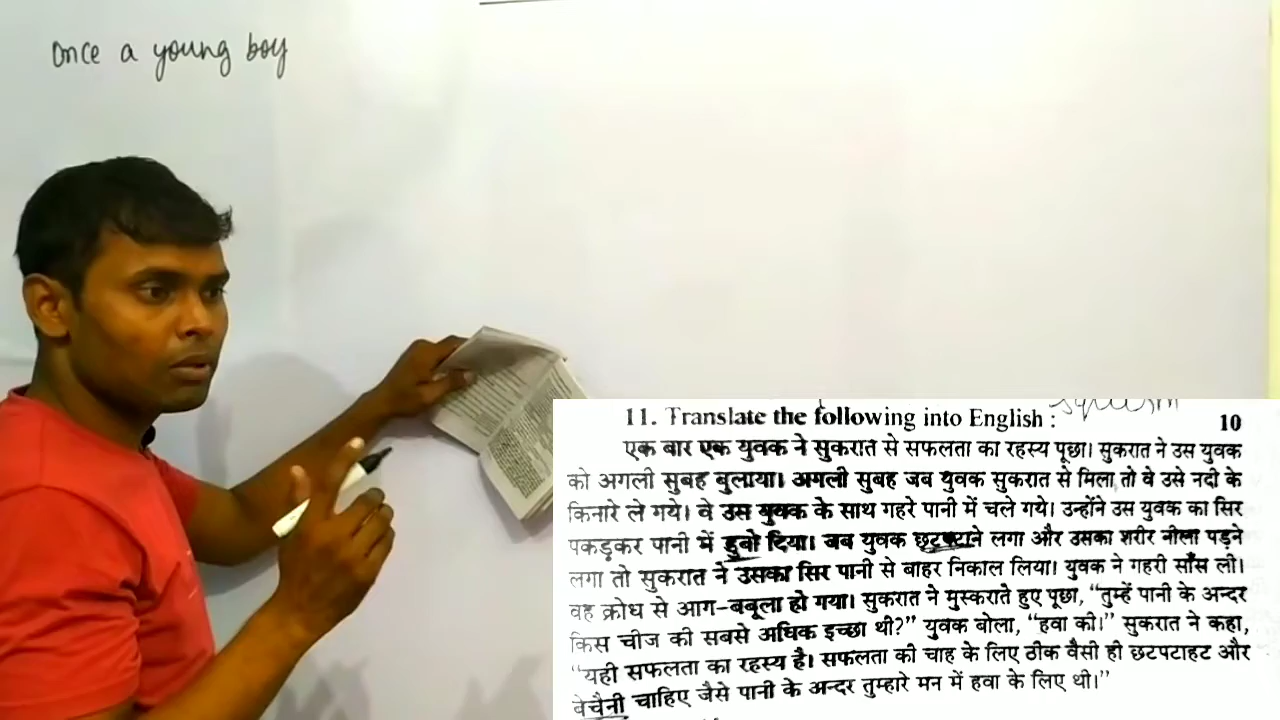 Once a young boy
11. Translate the following into English : 10
एक बार एक युवक ने सुकरात से सफलता का रहस्य पूछा। सुकरात ने उस युवक
को अगली सुबह बुलाया। अगली सुबह जब युवक सुकरात से मिला तो वे उसे नदी के
किनारे ले गये। वे उस युवक के साथ गहरे पानी में चले गये। उन्होंने उस युवक का सिर
पकड़कर पानी में डुबो दिया। जब युवक छटपटाने लगा और उसका शरीर नीला पड़ने
लगा तो सुकरात ने उसका सिर पानी से बाहर निकाल लिया। युवक ने गहरी साँस ली।
वह क्रोध से आग-बबूला हो गया। सुकरात ने मुस्कराते हुए पूछा, “तुम्हें पानी के अन्दर
किस चीज की सबसे अधिक इच्छा थी?” युवक बोला, “हवा की।” सुकरात ने कहा,
“यही सफलता का रहस्य है। सफलता की चाह के लिए ठीक वैसी ही छटपटाहट और
बेचैनी चाहिए जैसे पानी के अन्दर तुम्हारे मन में हवा के लिए थी।”